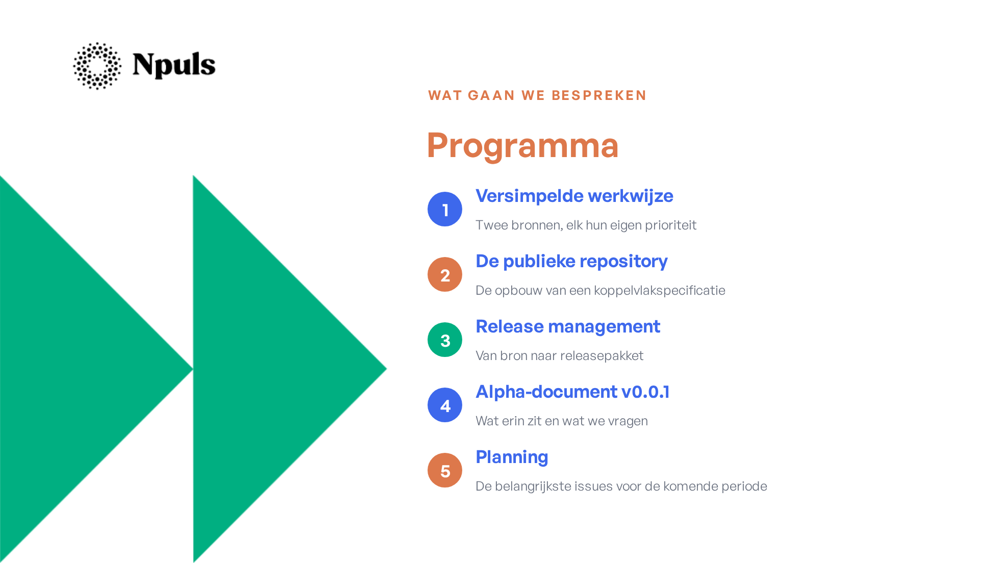 Npuls
WAT GAAN WE BESPREKEN
Programma
1
Versimpelde werkwijze
Twee bronnen, elk hun eigen prioriteit
2
De publieke repository
De opbouw van een koppelvlakspecificatie
3
Release management
Van bron naar releasepakket
4
Alpha-document v0.0.1
Wat erin zit en wat we vragen
5
Planning
De belangrijkste issues voor de komende periode